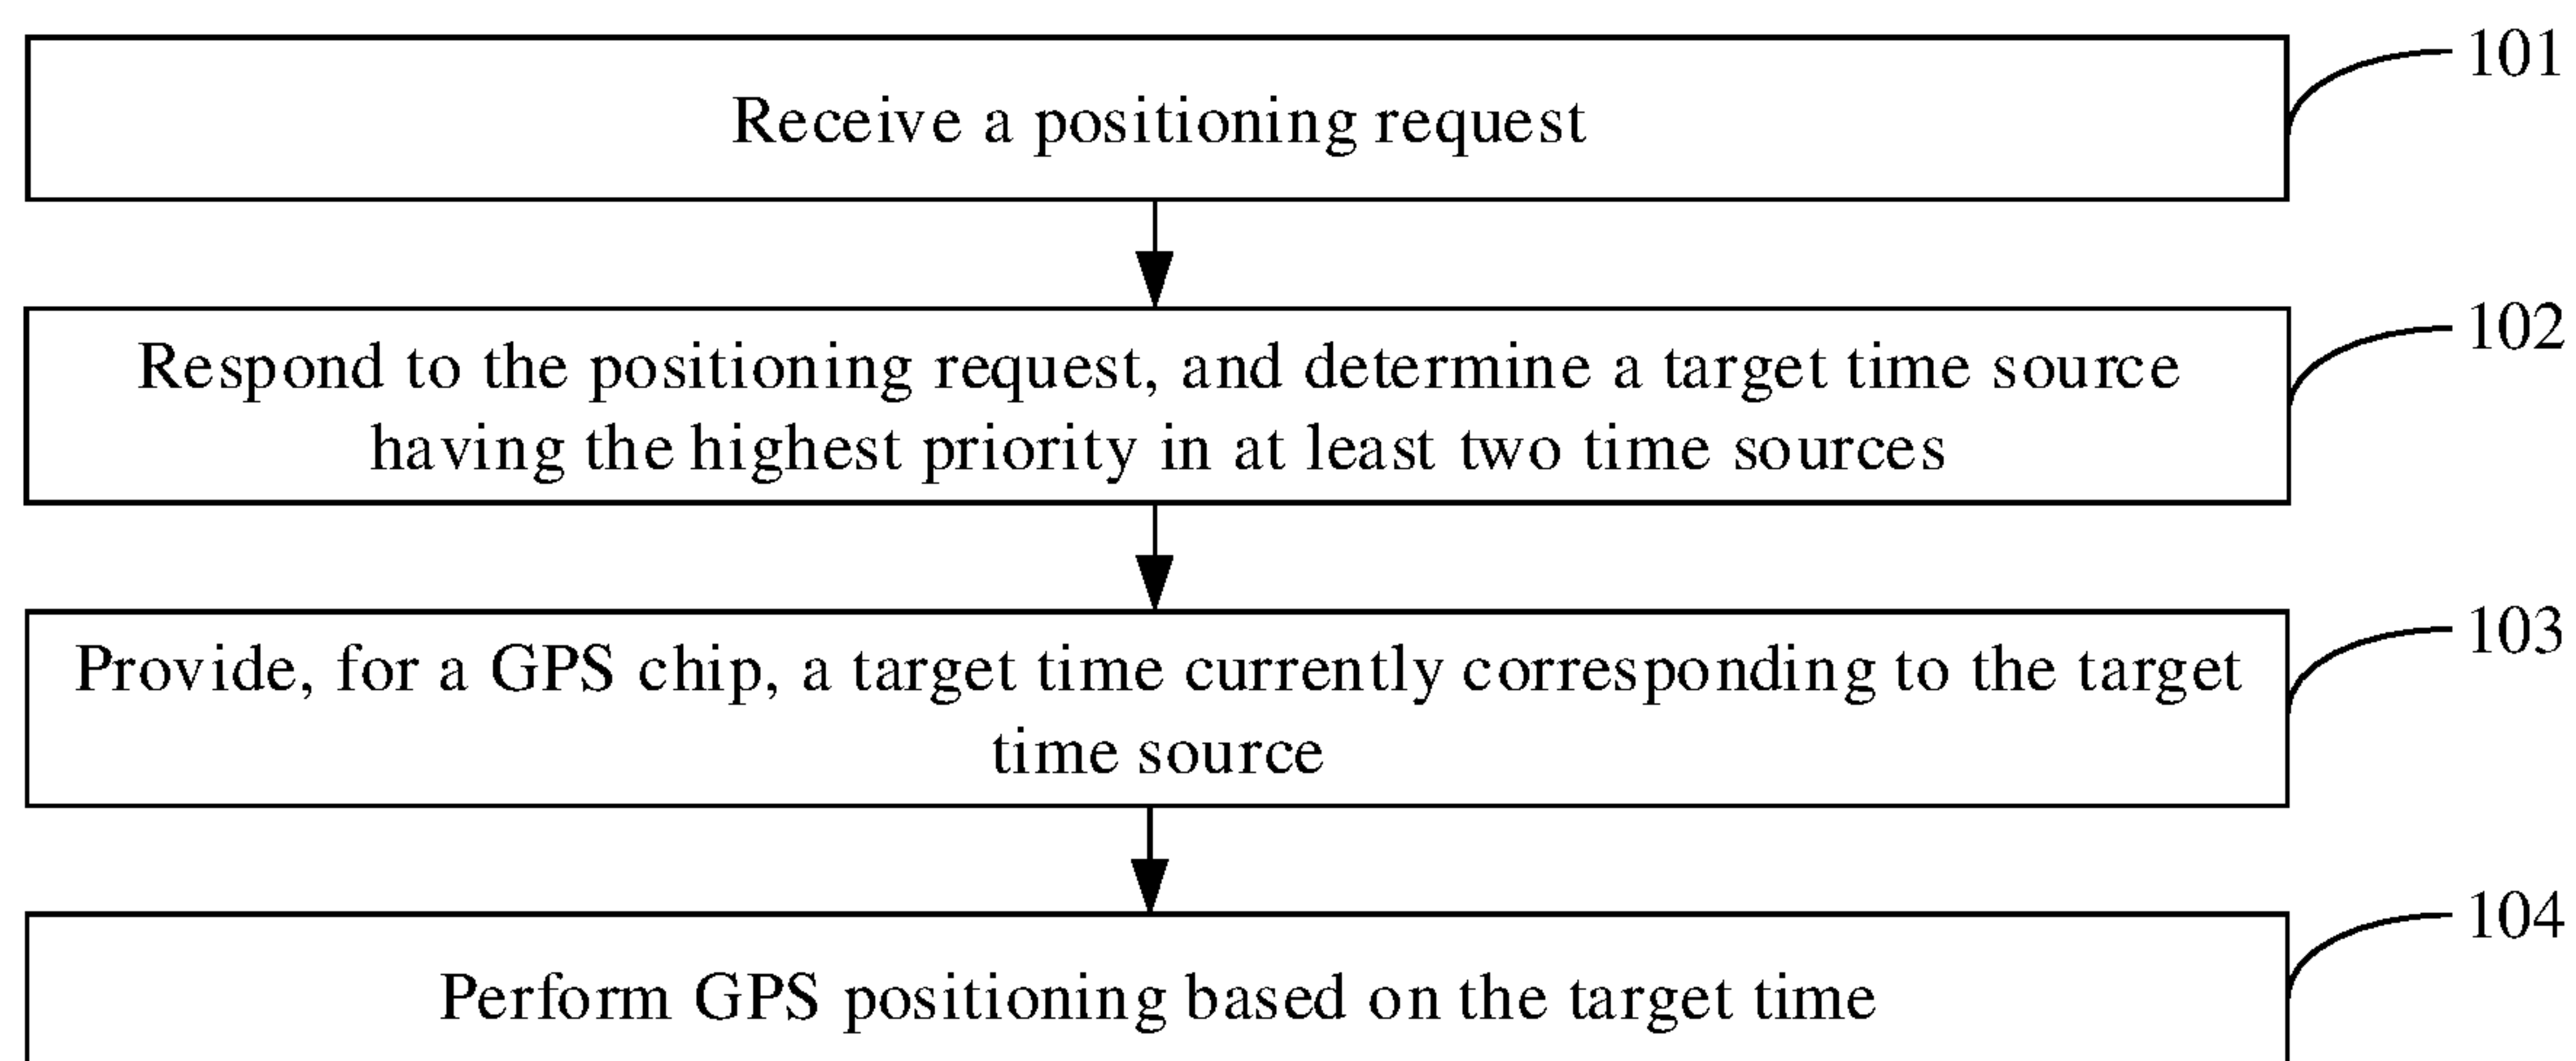 101
Receive a positioning request
102
Respond to the positioning request, and determine a target time source
having the highest priority in at least two time sources
103
Provide, for a GPS chip, a target time currently corresponding to the target
time source
104
Perform GPS positioning based on the target time